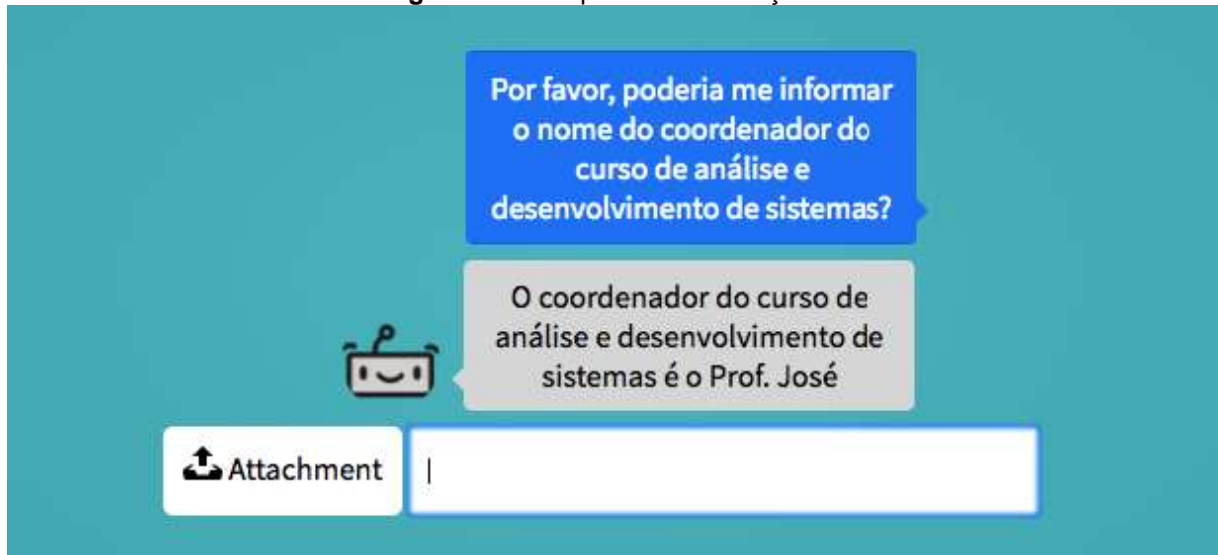 Por favor, poderia me informar
o nome do coordenador do
curso de análise e
desenvolvimento de sistemas?
O coordenador do curso de
análise e desenvolvimento de
sistemas é o Prof. José
Attachment